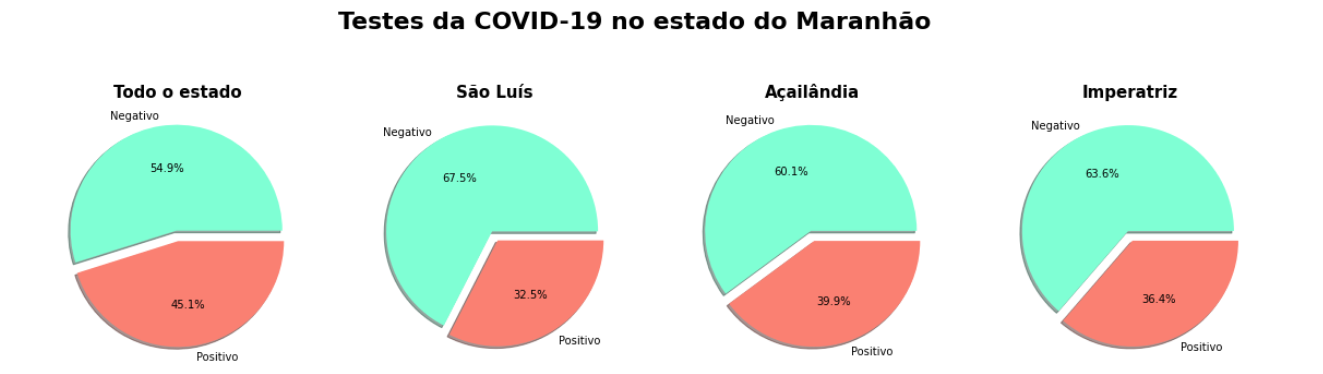 Testes da COVID-19 no estado do Maranhão
Todo o estado
Negativo
54.9%
45.1%
Positivo
São Luís
Negativo
67.5%
32.5%
Positivo
Açailândia
Negativo
60.1%
39.9%
Positivo
Imperatriz
Negativo
63.6%
36.4%
Positivo